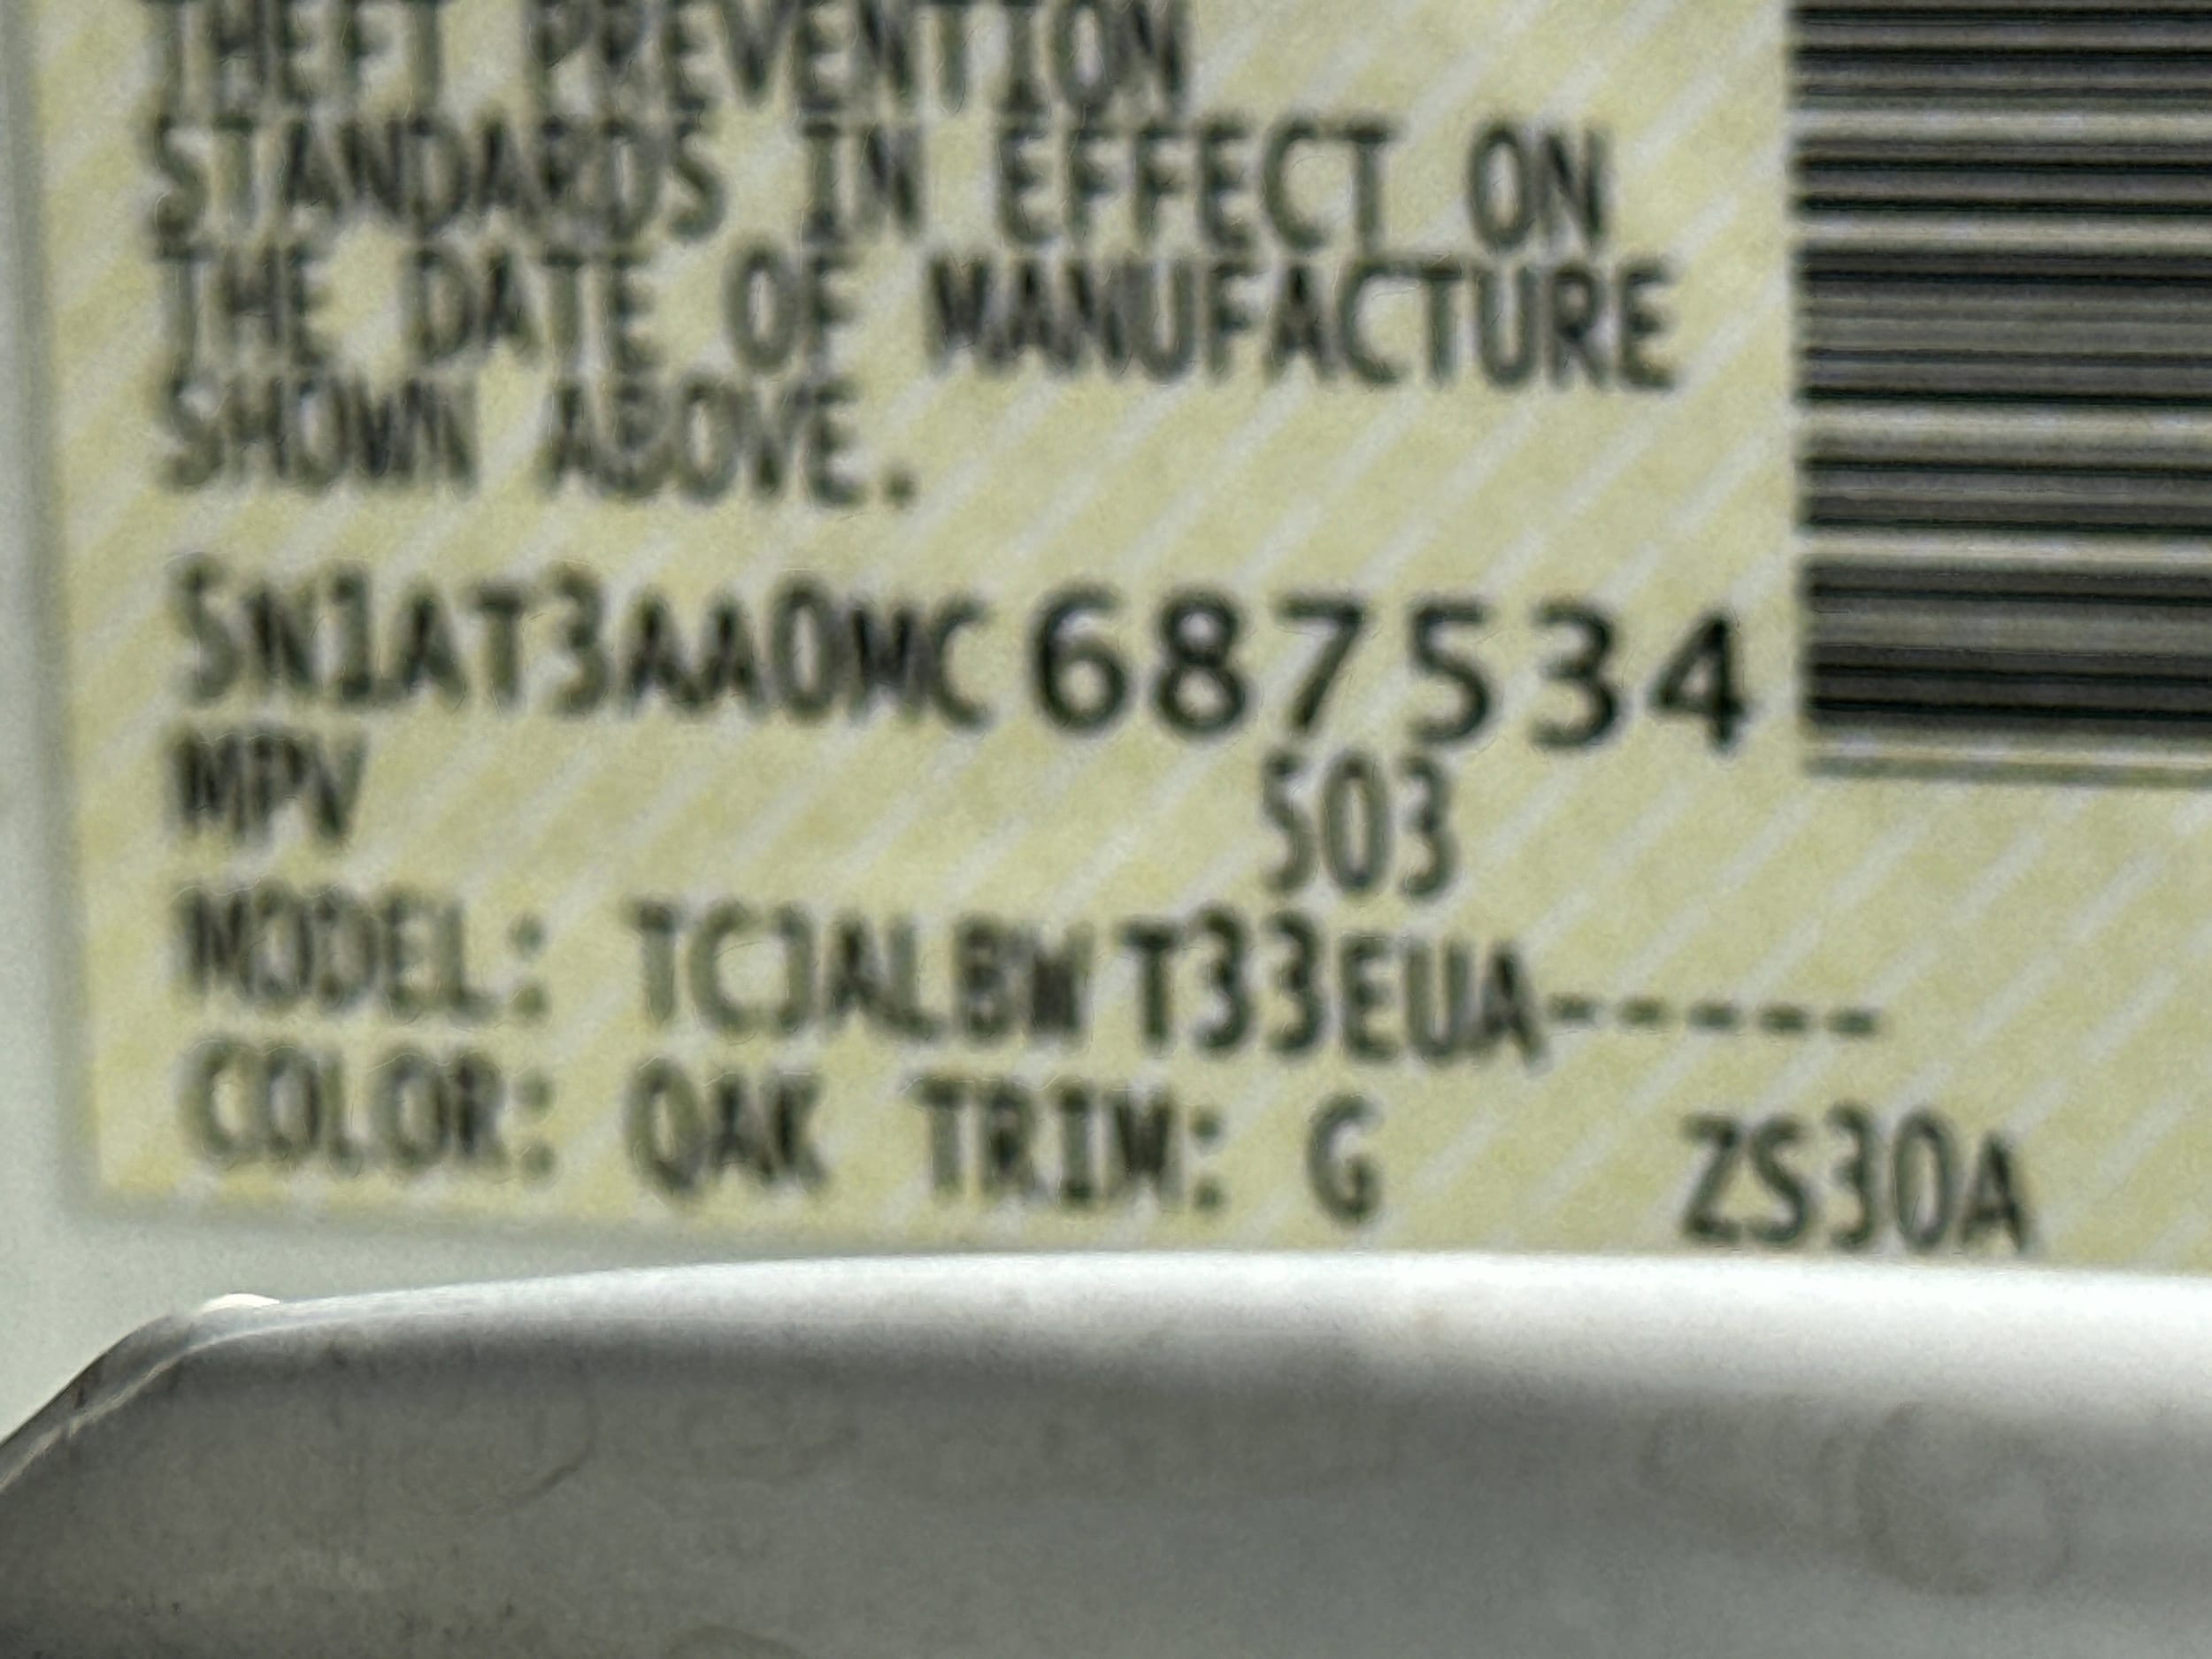 THEFT PREVENTION
STANDARDS IN EFFECT ON
THE DATE OF MANUFACTURE
SHOWN ABOVE.
5N1AT3AA0MC687534
MPV 503
MODEL: TCJALBW T33EUA-----
COLOR: QAK TRIM: G ZS30A